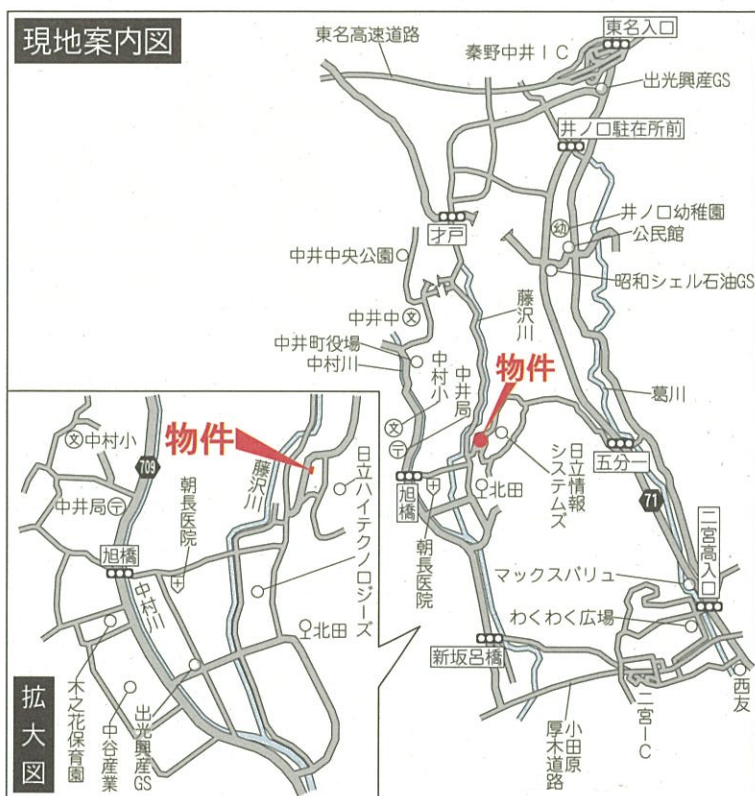 現地案内図
東名高速道路
秦野中井IC
東名入口
出光興産GS
井ノ口駐在所前
井ノ口幼稚園
幼
公民館
才戸
中井中央公園
昭和シェル石油GS
藤沢川
中井中
文
中井町役場
中村川
中村小
文
中井局
〒
物件
葛川
日立情報
システムズ
北田
五分一
71
旭橋
朝長医院
二宮高入口
マックスバリュ
わくわく広場
新坂呂橋
西友
二宮IC
小田原
厚木道路
拡大図
文
中村小
709
物件
藤沢川
日立ハイテクノロジーズ
中井局
〒
朝長医院
旭橋
中村川
北田
木之花保育園
中谷産業
出光興産GS